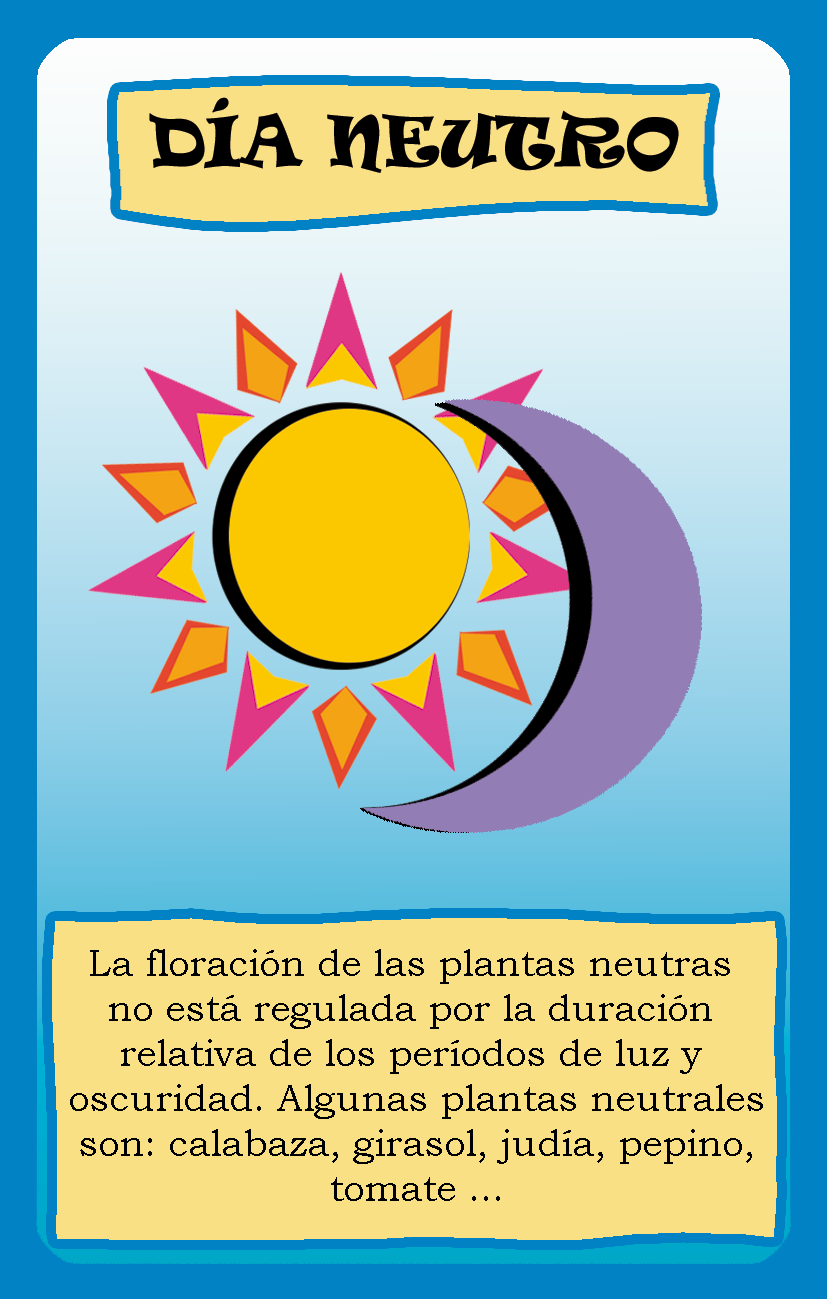 DÍA NEUTRO
La floración de las plantas neutras
no está regulada por la duración
relativa de los períodos de luz y
oscuridad. Algunas plantas neutrales
son: calabaza, girasol, judía, pepino,
tomate ...